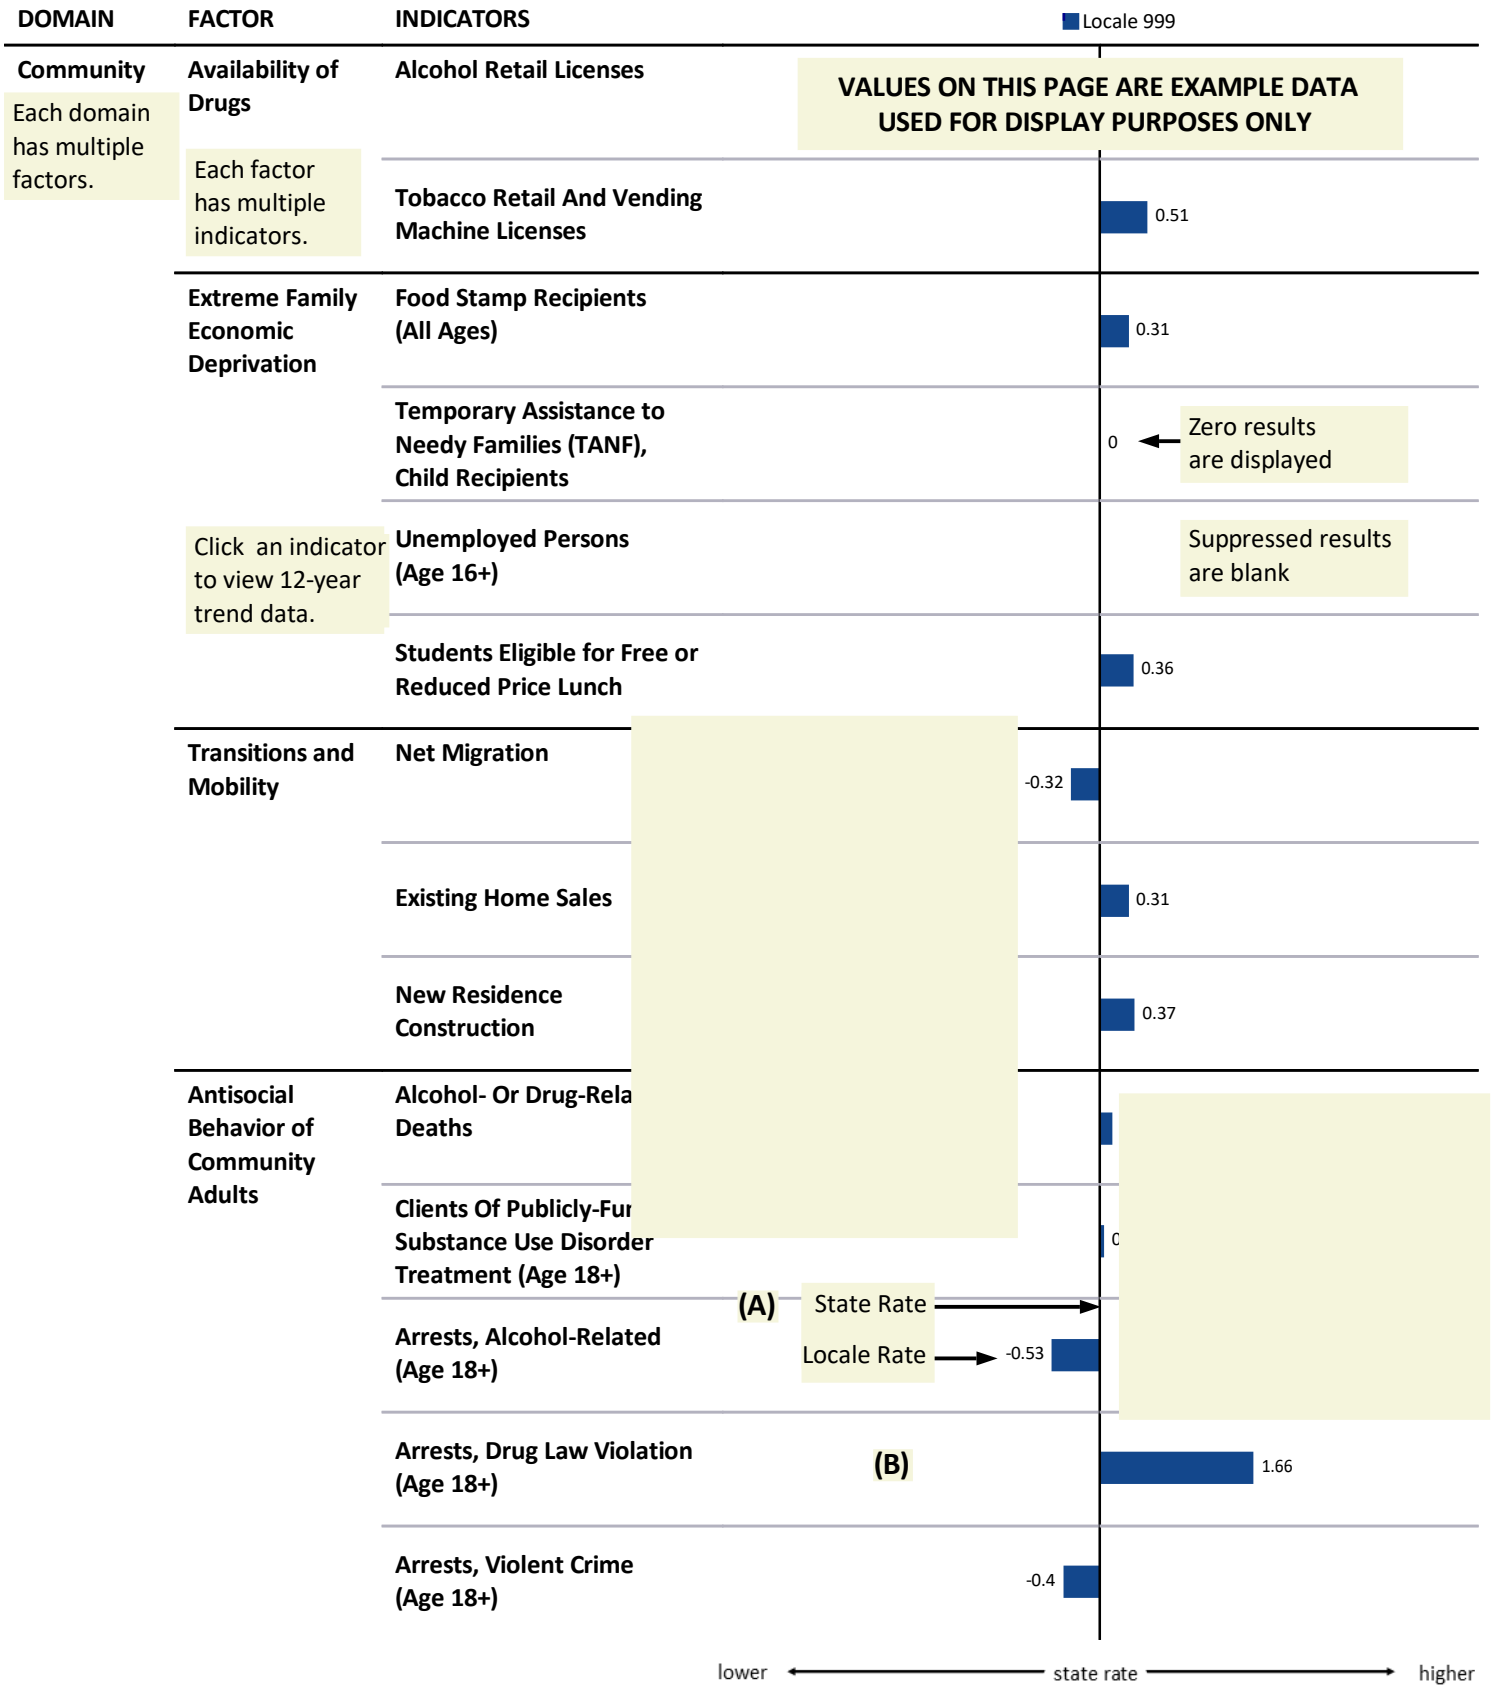 DOMAIN FACTOR INDICATORS Locale 999
Community
Each domain
has multiple
factors.
Availability of
Drugs
Each factor
has multiple
indicators.
Alcohol Retail Licenses
VALUES ON THIS PAGE ARE EXAMPLE DATA
USED FOR DISPLAY PURPOSES ONLY
Tobacco Retail And Vending
Machine Licenses
0.51
Extreme Family
Economic
Deprivation
Food Stamp Recipients
(All Ages)
0.31
Temporary Assistance to
Needy Families (TANF),
Child Recipients
0
Zero results
are displayed
Click an indicator
to view 12-year
trend data.
Unemployed Persons
(Age 16+)
Suppressed results
are blank
Students Eligible for Free or
Reduced Price Lunch
0.36
Transitions and
Mobility
Net Migration
-0.32
Existing Home Sales
0.31
New Residence
Construction
0.37
Antisocial
Behavior of
Community
Adults
Alcohol- Or Drug-Rela
Deaths
Clients Of Publicly-Fu
Substance Use Disorder
Treatment (Age 18+)
(A) State Rate
Arrests, Alcohol-Related
(Age 18+)
Locale Rate -0.53
Arrests, Drug Law Violation
(Age 18+)
(B) 1.66
Arrests, Violent Crime
(Age 18+)
-0.4
lower state rate higher